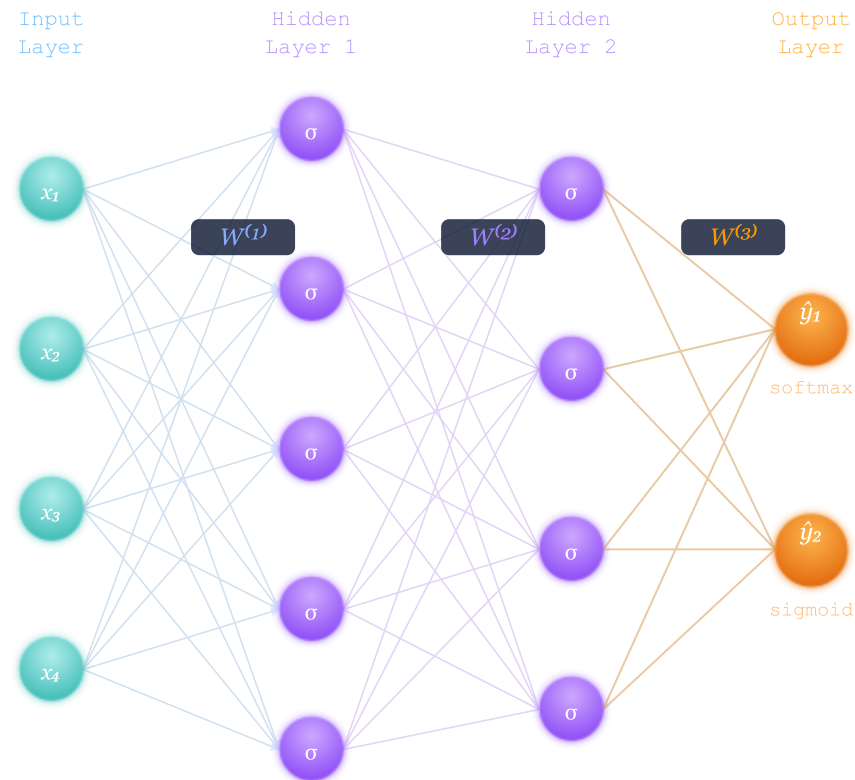 Input
Layer
Hidden
Layer 1
Hidden
Layer 2
Output
Layer
x₁
x₂
x₃
x₄
σ
σ
σ
σ
σ
W⁽¹⁾
W⁽²⁾
W⁽³⁾
σ
σ
σ
σ
ŷ₁
softmax
ŷ₂
sigmoid